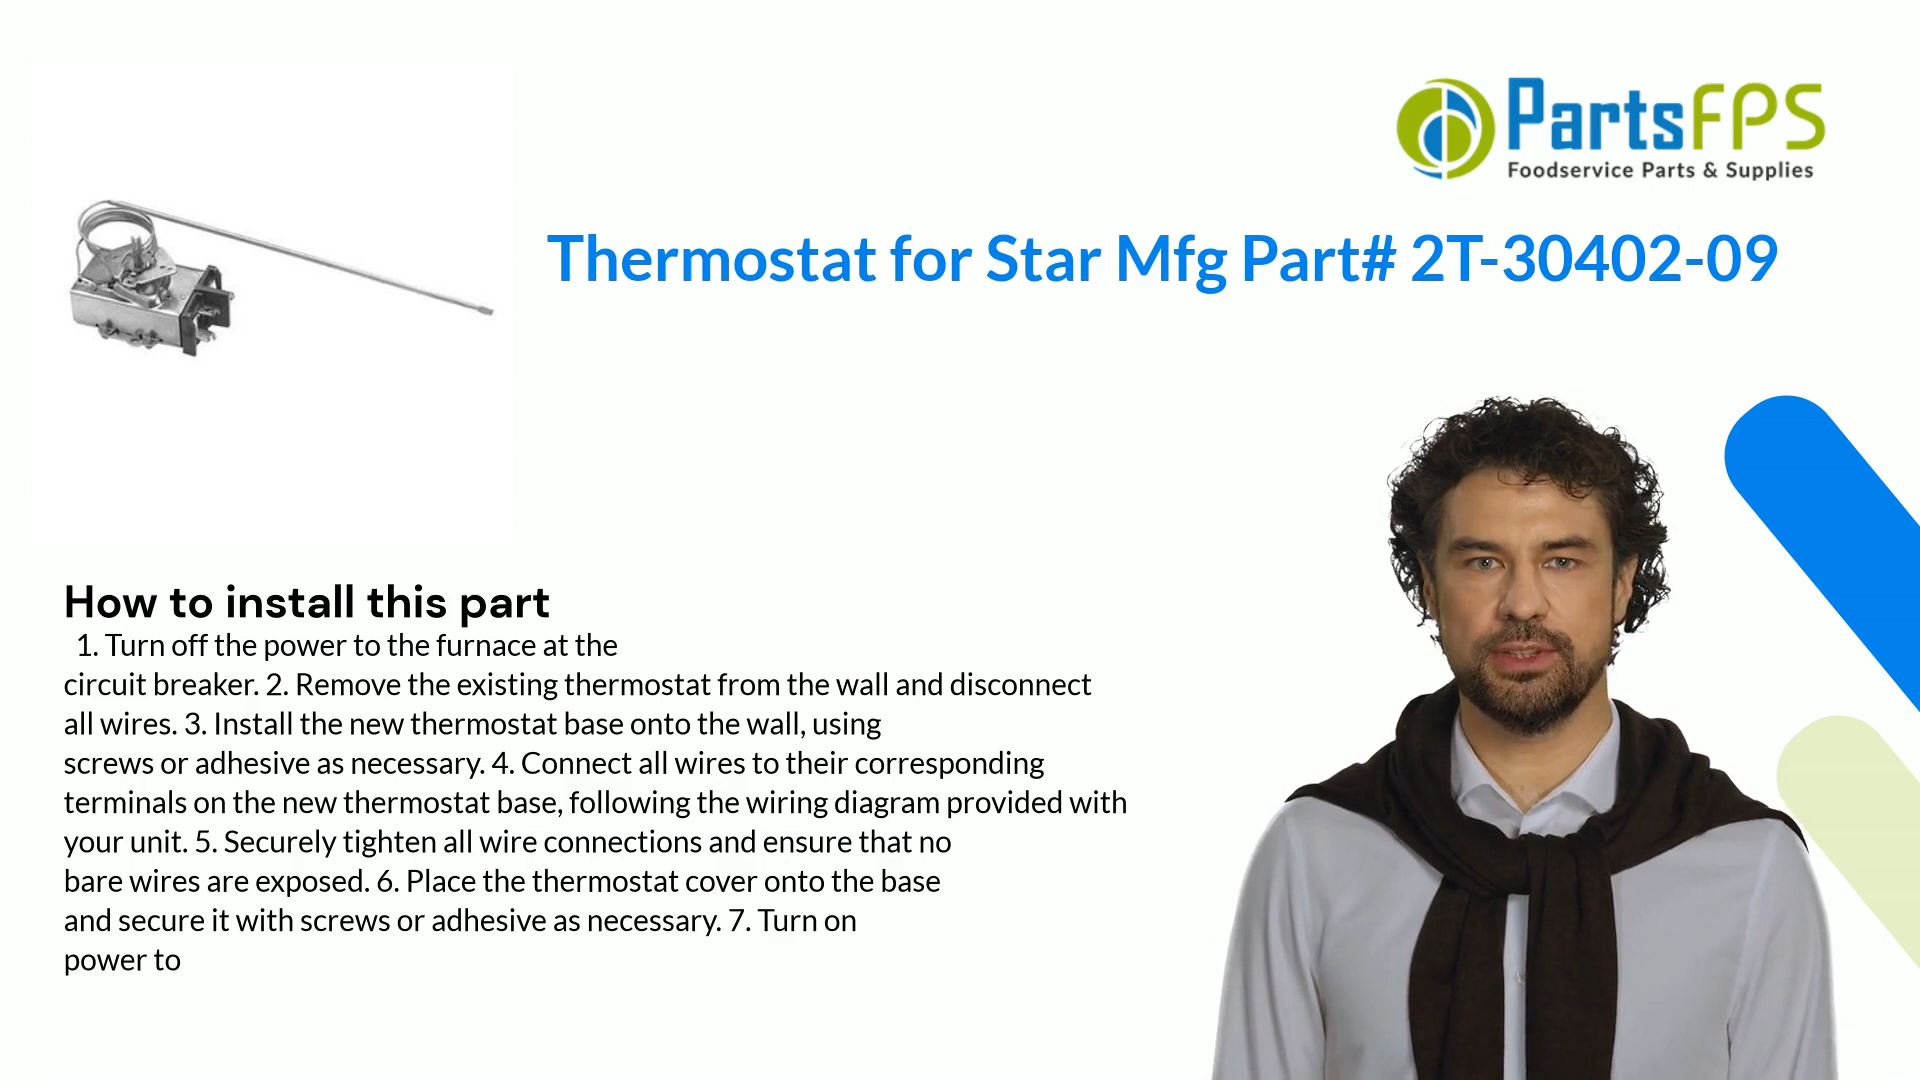 PartsFPS
Foodservice Parts & Supplies
Thermostat for Star Mfg Part# 2T-30402-09
How to install this part
1. Turn off the power to the furnace at the
circuit breaker. 2. Remove the existing thermostat from the wall and disconnect
all wires. 3. Install the new thermostat base onto the wall, using
screws or adhesive as necessary. 4. Connect all wires to their corresponding
terminals on the new thermostat base, following the wiring diagram provided with
your unit. 5. Securely tighten all wire connections and ensure that no
bare wires are exposed. 6. Place the thermostat cover onto the base
and secure it with screws or adhesive as necessary. 7. Turn on
power to